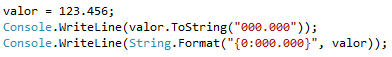 valor = 123.456;
Console.WriteLine(valor.ToString("000.000"));
Console.WriteLine(String.Format("{0:000.000}", valor));